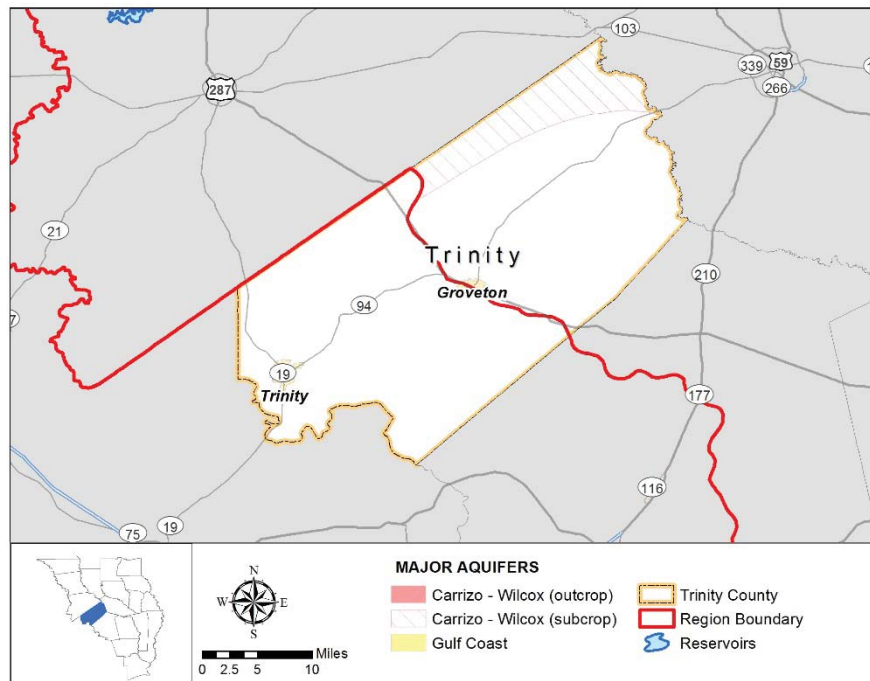 103
339
59
266
287
21
7
Trinity
210
Groveton
94
19
Trinity
177
116
75
19
N
W E
S
Miles
0 2.5 5 10
MAJOR AQUIFERS
Carrizo - Wilcox (outcrop)
Carrizo - Wilcox (subcrop)
Gulf Coast
Trinity County
Region Boundary
Reservoirs